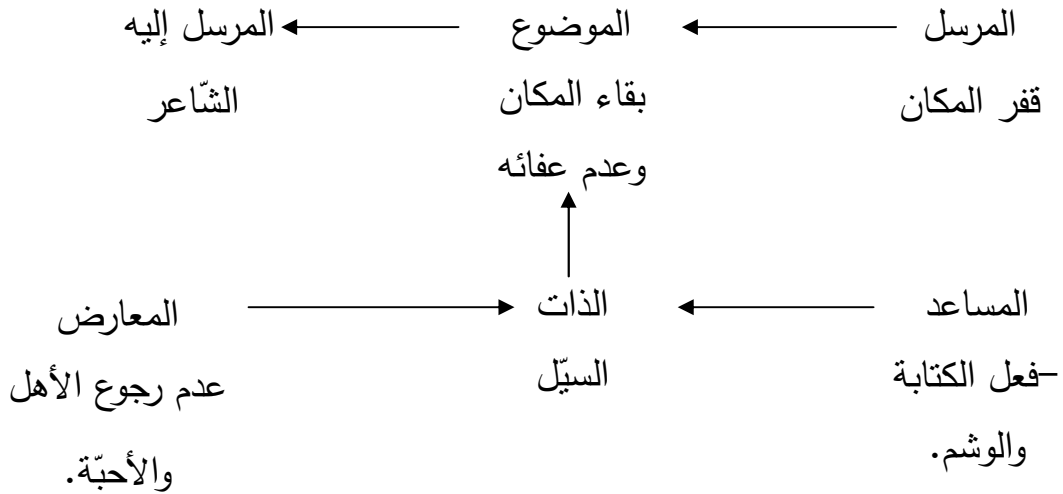 المرسل الموضوع المرسل إليه
قفر المكان بقاء المكان الشّاعر
وعدم عفائه
المساعد الذات المعارض
–فعل الكتابة السيّل عدم رجوع الأهل
والوشم. والأحبّة.